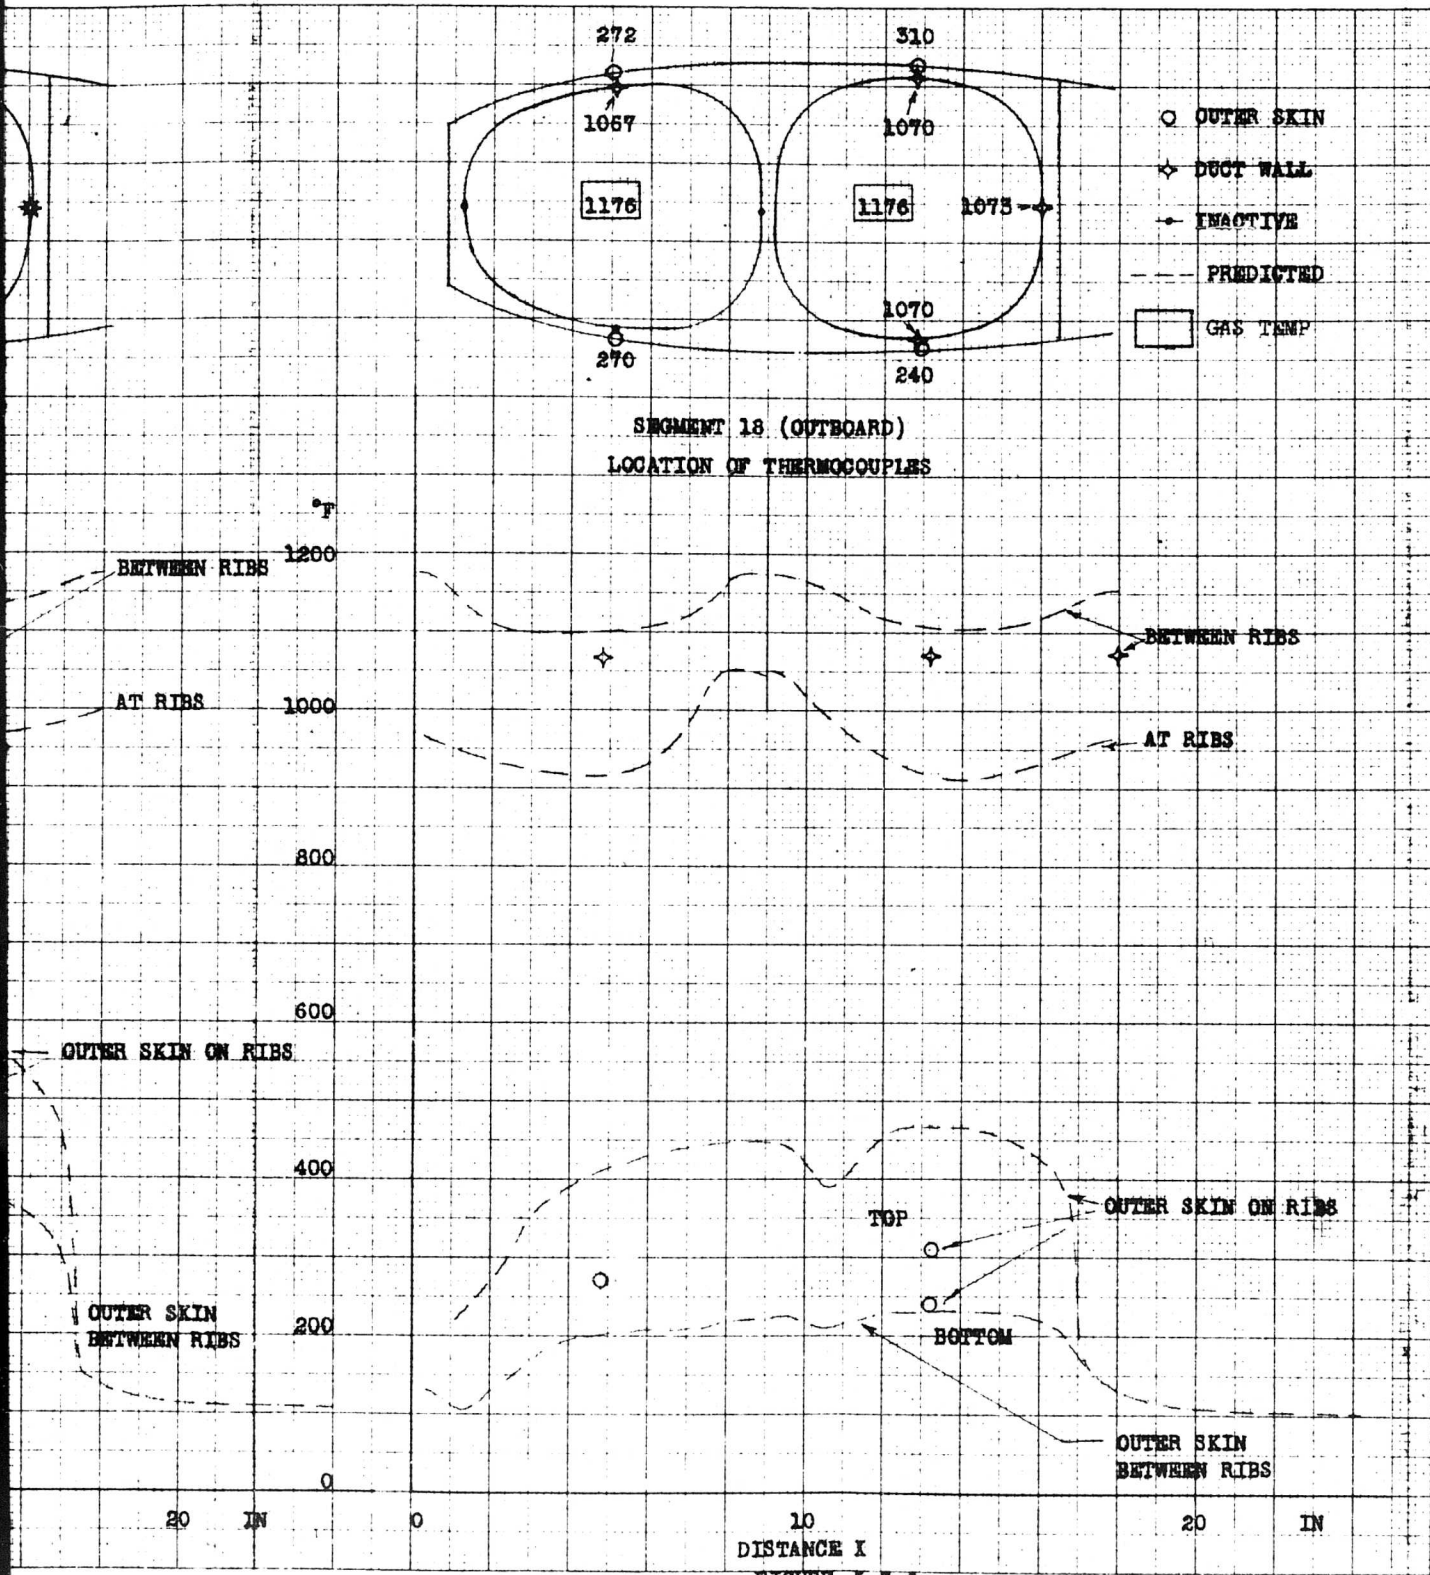 272
310
1067
1070
1176
1176
1073
1070
270
240
OUTER SKIN
DUCT WALL
INACTIVE
PREDICTED
GAS TEMP
SEGMENT 18 (OUTBOARD)
LOCATION OF THERMOCOUPLES
°F
1200
1000
800
600
400
200
0
BETWEEN RIBS
AT RIBS
OUTER SKIN ON RIBS
OUTER SKIN
BETWEEN RIBS
BETWEEN RIBS
AT RIBS
TOP
OUTER SKIN ON RIBS
BOTTOM
OUTER SKIN
BETWEEN RIBS
20 IN
0 10 20 IN
DISTANCE X